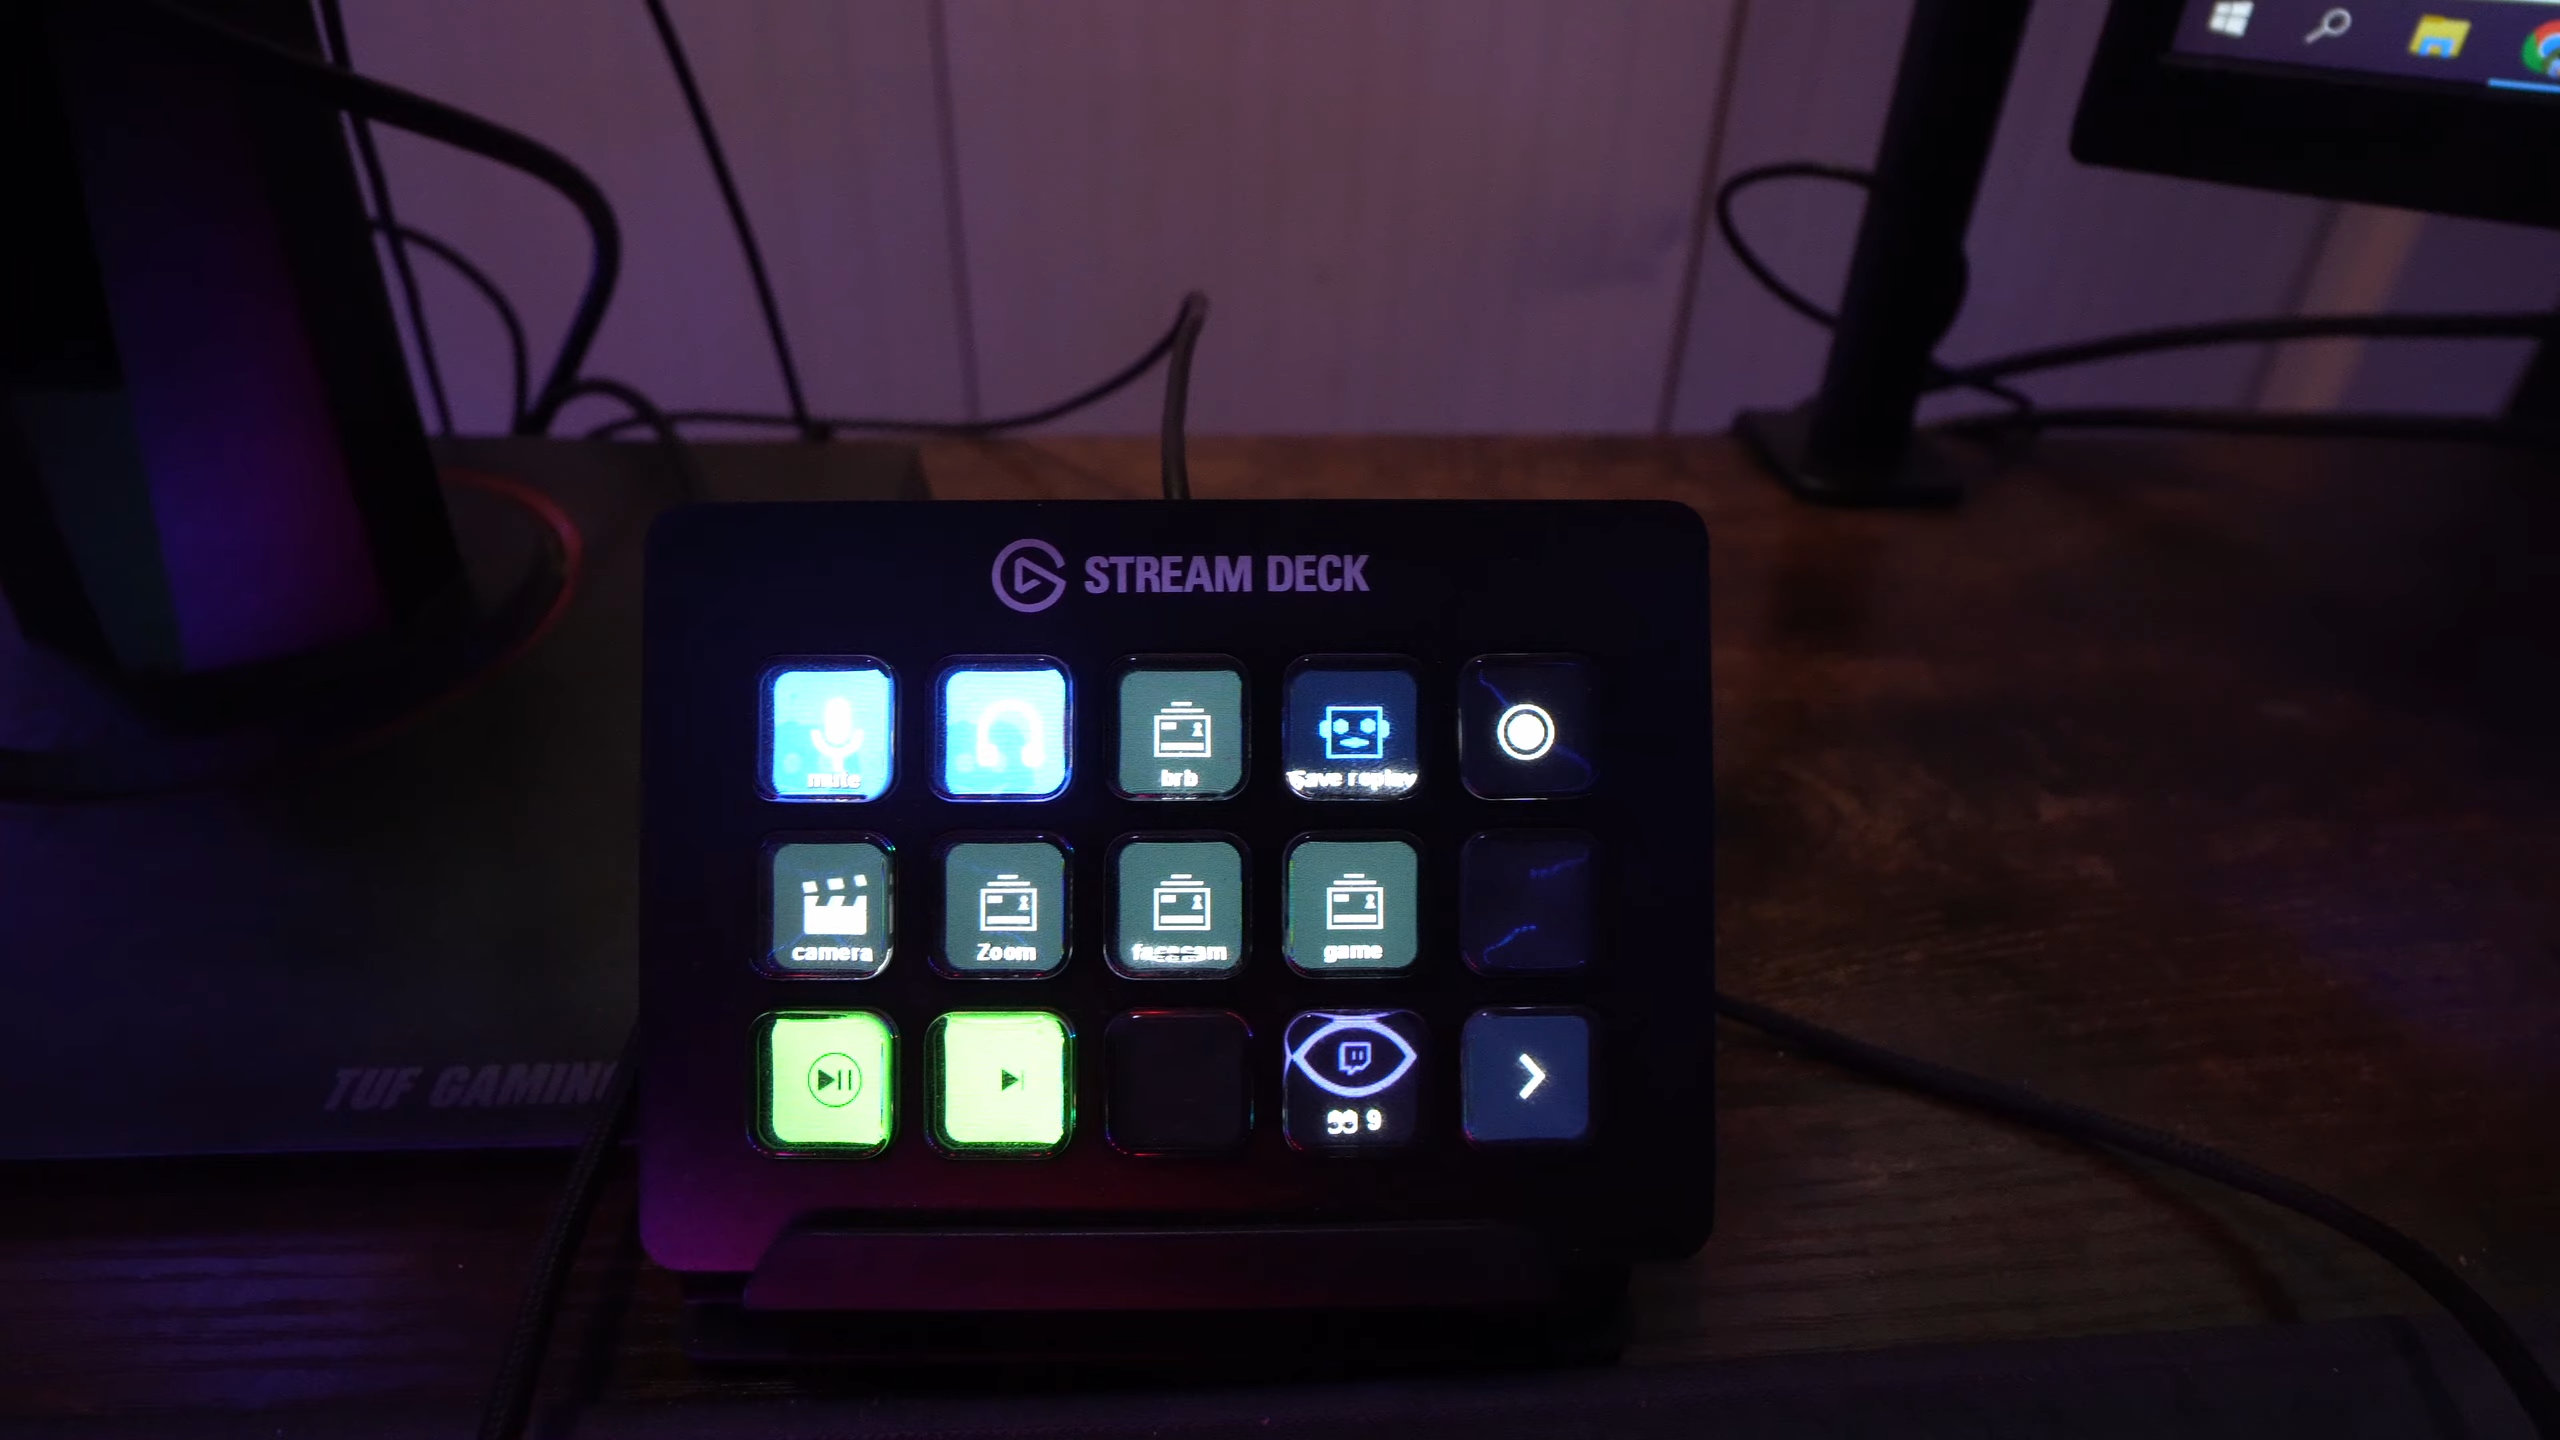 STREAM DECK
mute
brb
Save replay
camera
Zoom
facecam
game
TUF GAMING